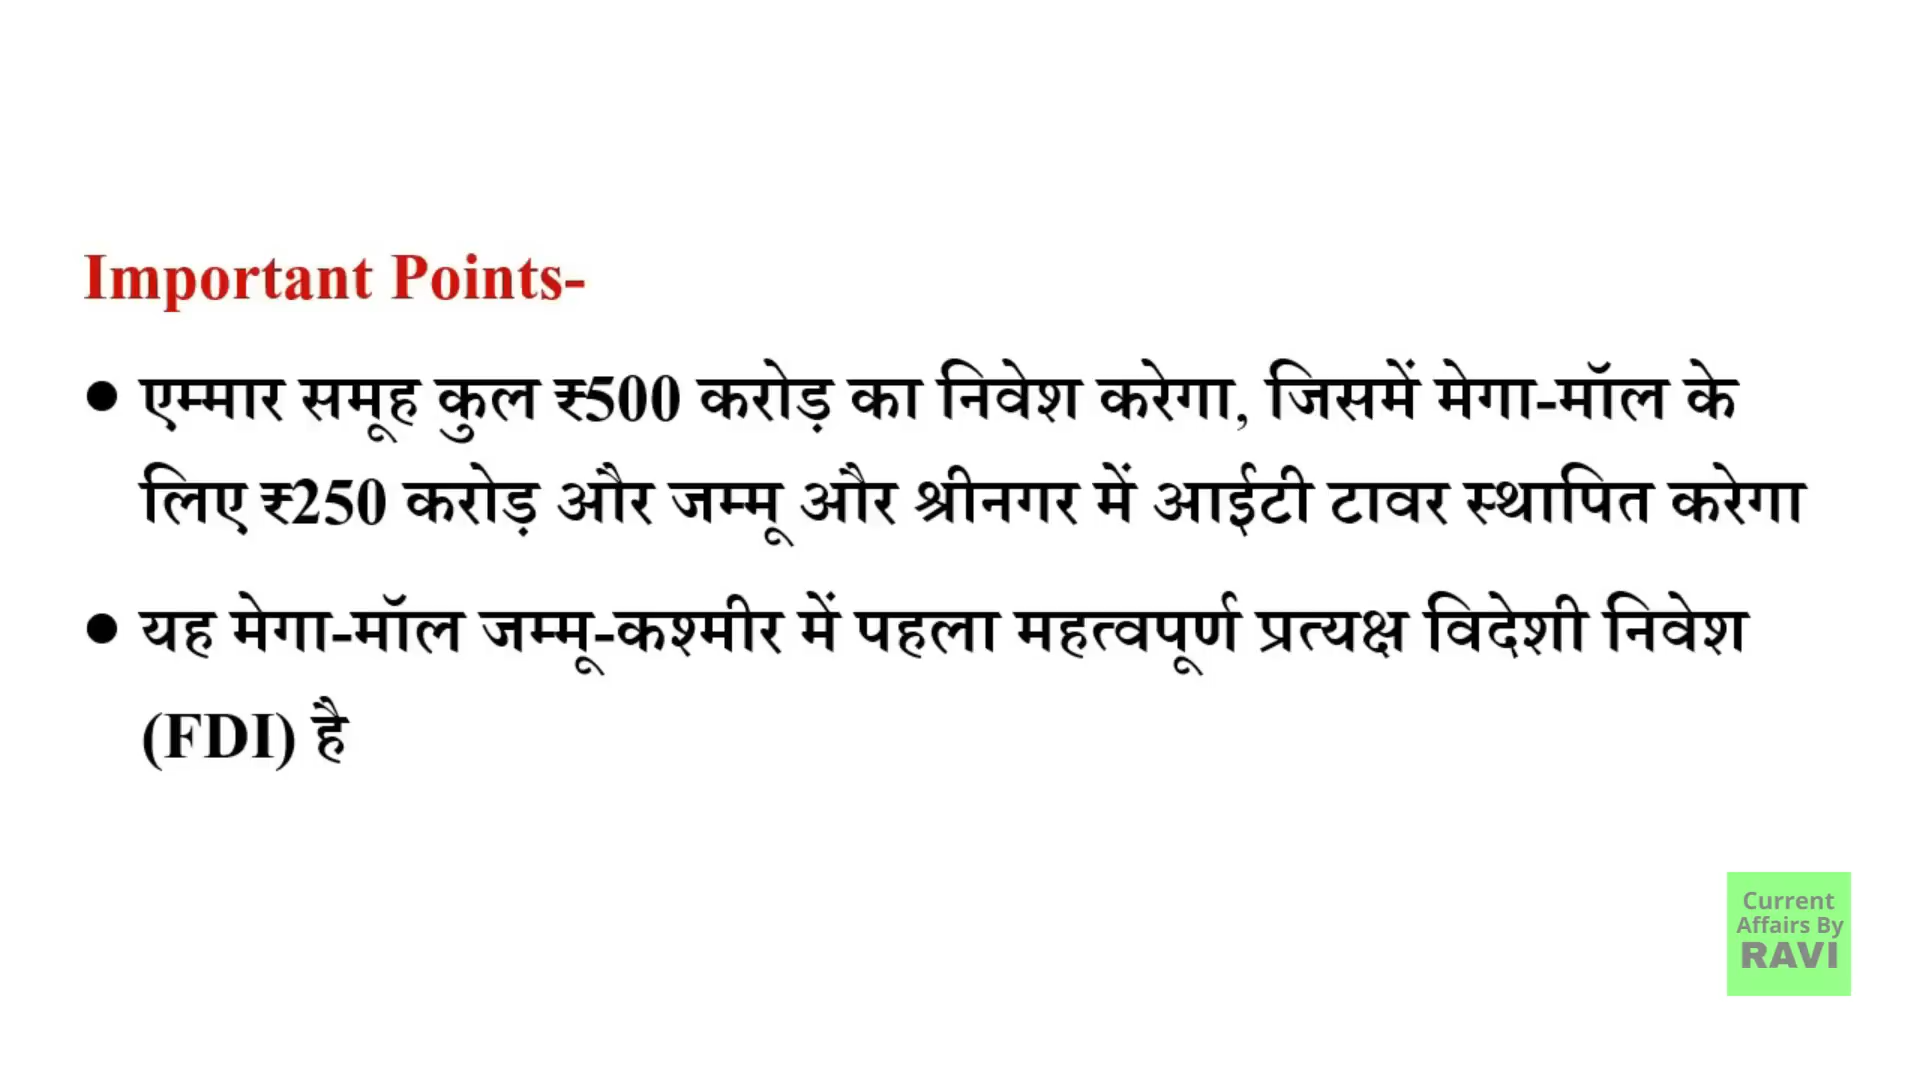 Important Points-
● एम्मार समूह कुल ₹500 करोड़ का निवेश करेगा, जिसमें मेगा-मॉल के
लिए ₹250 करोड़ और जम्मू और श्रीनगर में आईटी टावर स्थापित करेगा
● यह मेगा-मॉल जम्मू-कश्मीर में पहला महत्वपूर्ण प्रत्यक्ष विदेशी निवेश
(FDI) है
Current
Affairs By
RAVI